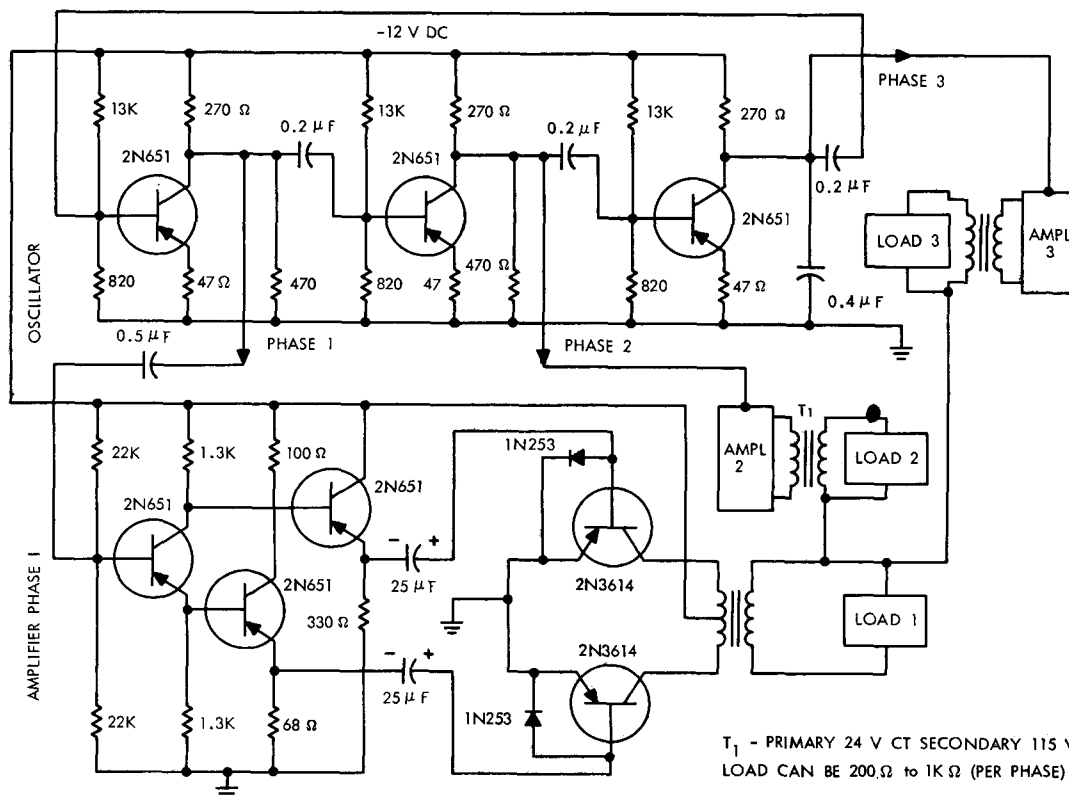 -12 V DC
PHASE 3
13K
270 Ω
13K
270 Ω
13K
270 Ω
0.2 µF
0.2 µF
2N651
2N651
2N651
0.2 µF
LOAD 3
AMPL 3
OSCILLATOR
820
47 Ω
470
820
47
470 Ω
820
47 Ω
0.4 µF
0.5 µF
PHASE 1
PHASE 2
T1
22K
1.3K
100 Ω
1N253
AMPL 2
LOAD 2
2N651
2N651
2N651
- +
25 µF
2N3614
330 Ω
LOAD 1
2N3614
- +
25 µF
AMPLIFIER PHASE I
22K
1.3K
68 Ω
1N253
T1 - PRIMARY 24 V CT SECONDARY 115 V
LOAD CAN BE 200 Ω to 1K Ω (PER PHASE)